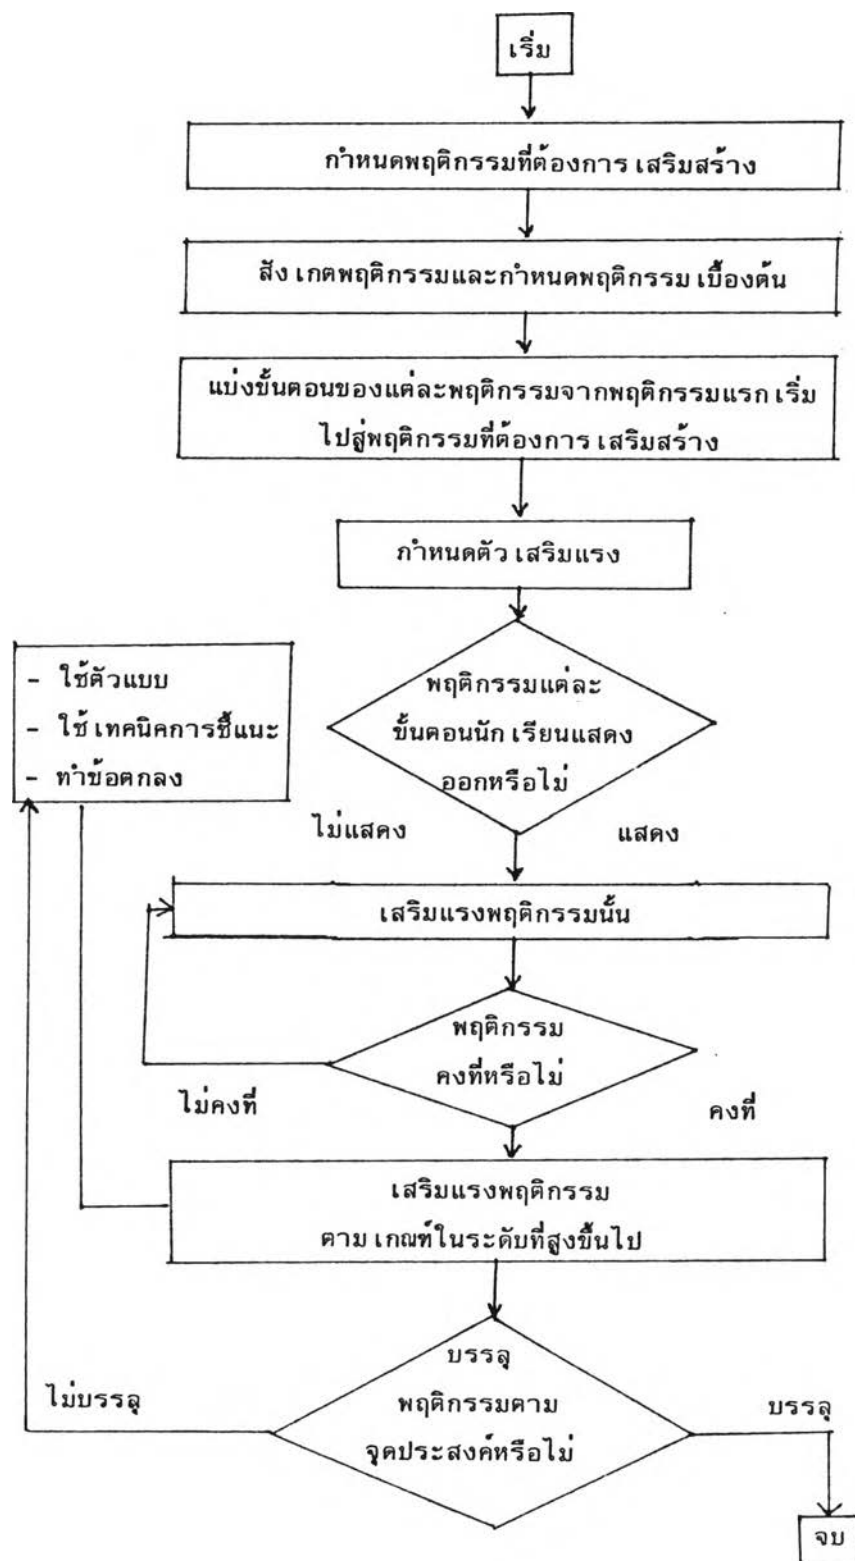 เริ่ม
กำหนดพฤติกรรมที่ต้องการ เสริมสร้าง
สัง เกตพฤติกรรมและกำหนดพฤติกรรม เบื้องต้น
แบ่งขั้นตอนของแต่ละพฤติกรรมจากพฤติกรรมแรก เริ่ม
ไปสู่พฤติกรรมที่ต้องการ เสริมสร้าง
กำหนดตัว เสริมแรง
- ใช้ตัวแบบ
- ใช้ เทคนิคการชี้แนะ
- ทำข้อตกลง
พฤติกรรมแต่ละ
ขั้นตอนนัก เรียนแสดง
ออกหรือไม่
ไม่แสดง
แสดง
เสริมแรงพฤติกรรมนั้น
พฤติกรรม
คงที่หรือไม่
ไม่คงที่
คงที่
เสริมแรงพฤติกรรม
ตาม เกณฑ์ในระดับที่สูงขึ้นไป
บรรลุ
พฤติกรรมตาม
จุดประสงค์หรือไม่
ไม่บรรลุ
บรรลุ
จบ